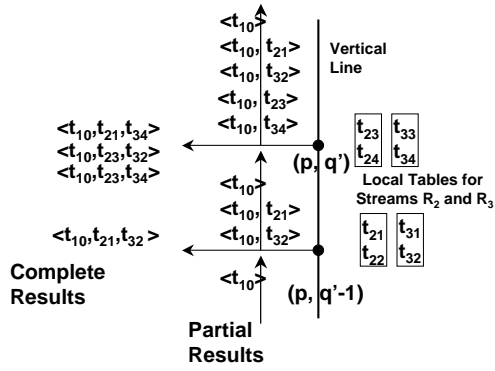 <t10>
<t10, t21>
<t10, t32>
<t10, t23>
<t10, t34>
Vertical
Line
<t10,t21,t34>
<t10,t23,t32>
<t10,t23,t34>
(p, q')
t23
t24
t33
t34
Local Tables for
Streams R2 and R3
<t10>
<t10, t21>
<t10, t32>
<t10,t21,t32>
t21
t22
t31
t32
Complete
Results
<t10>
(p, q'-1)
Partial
Results